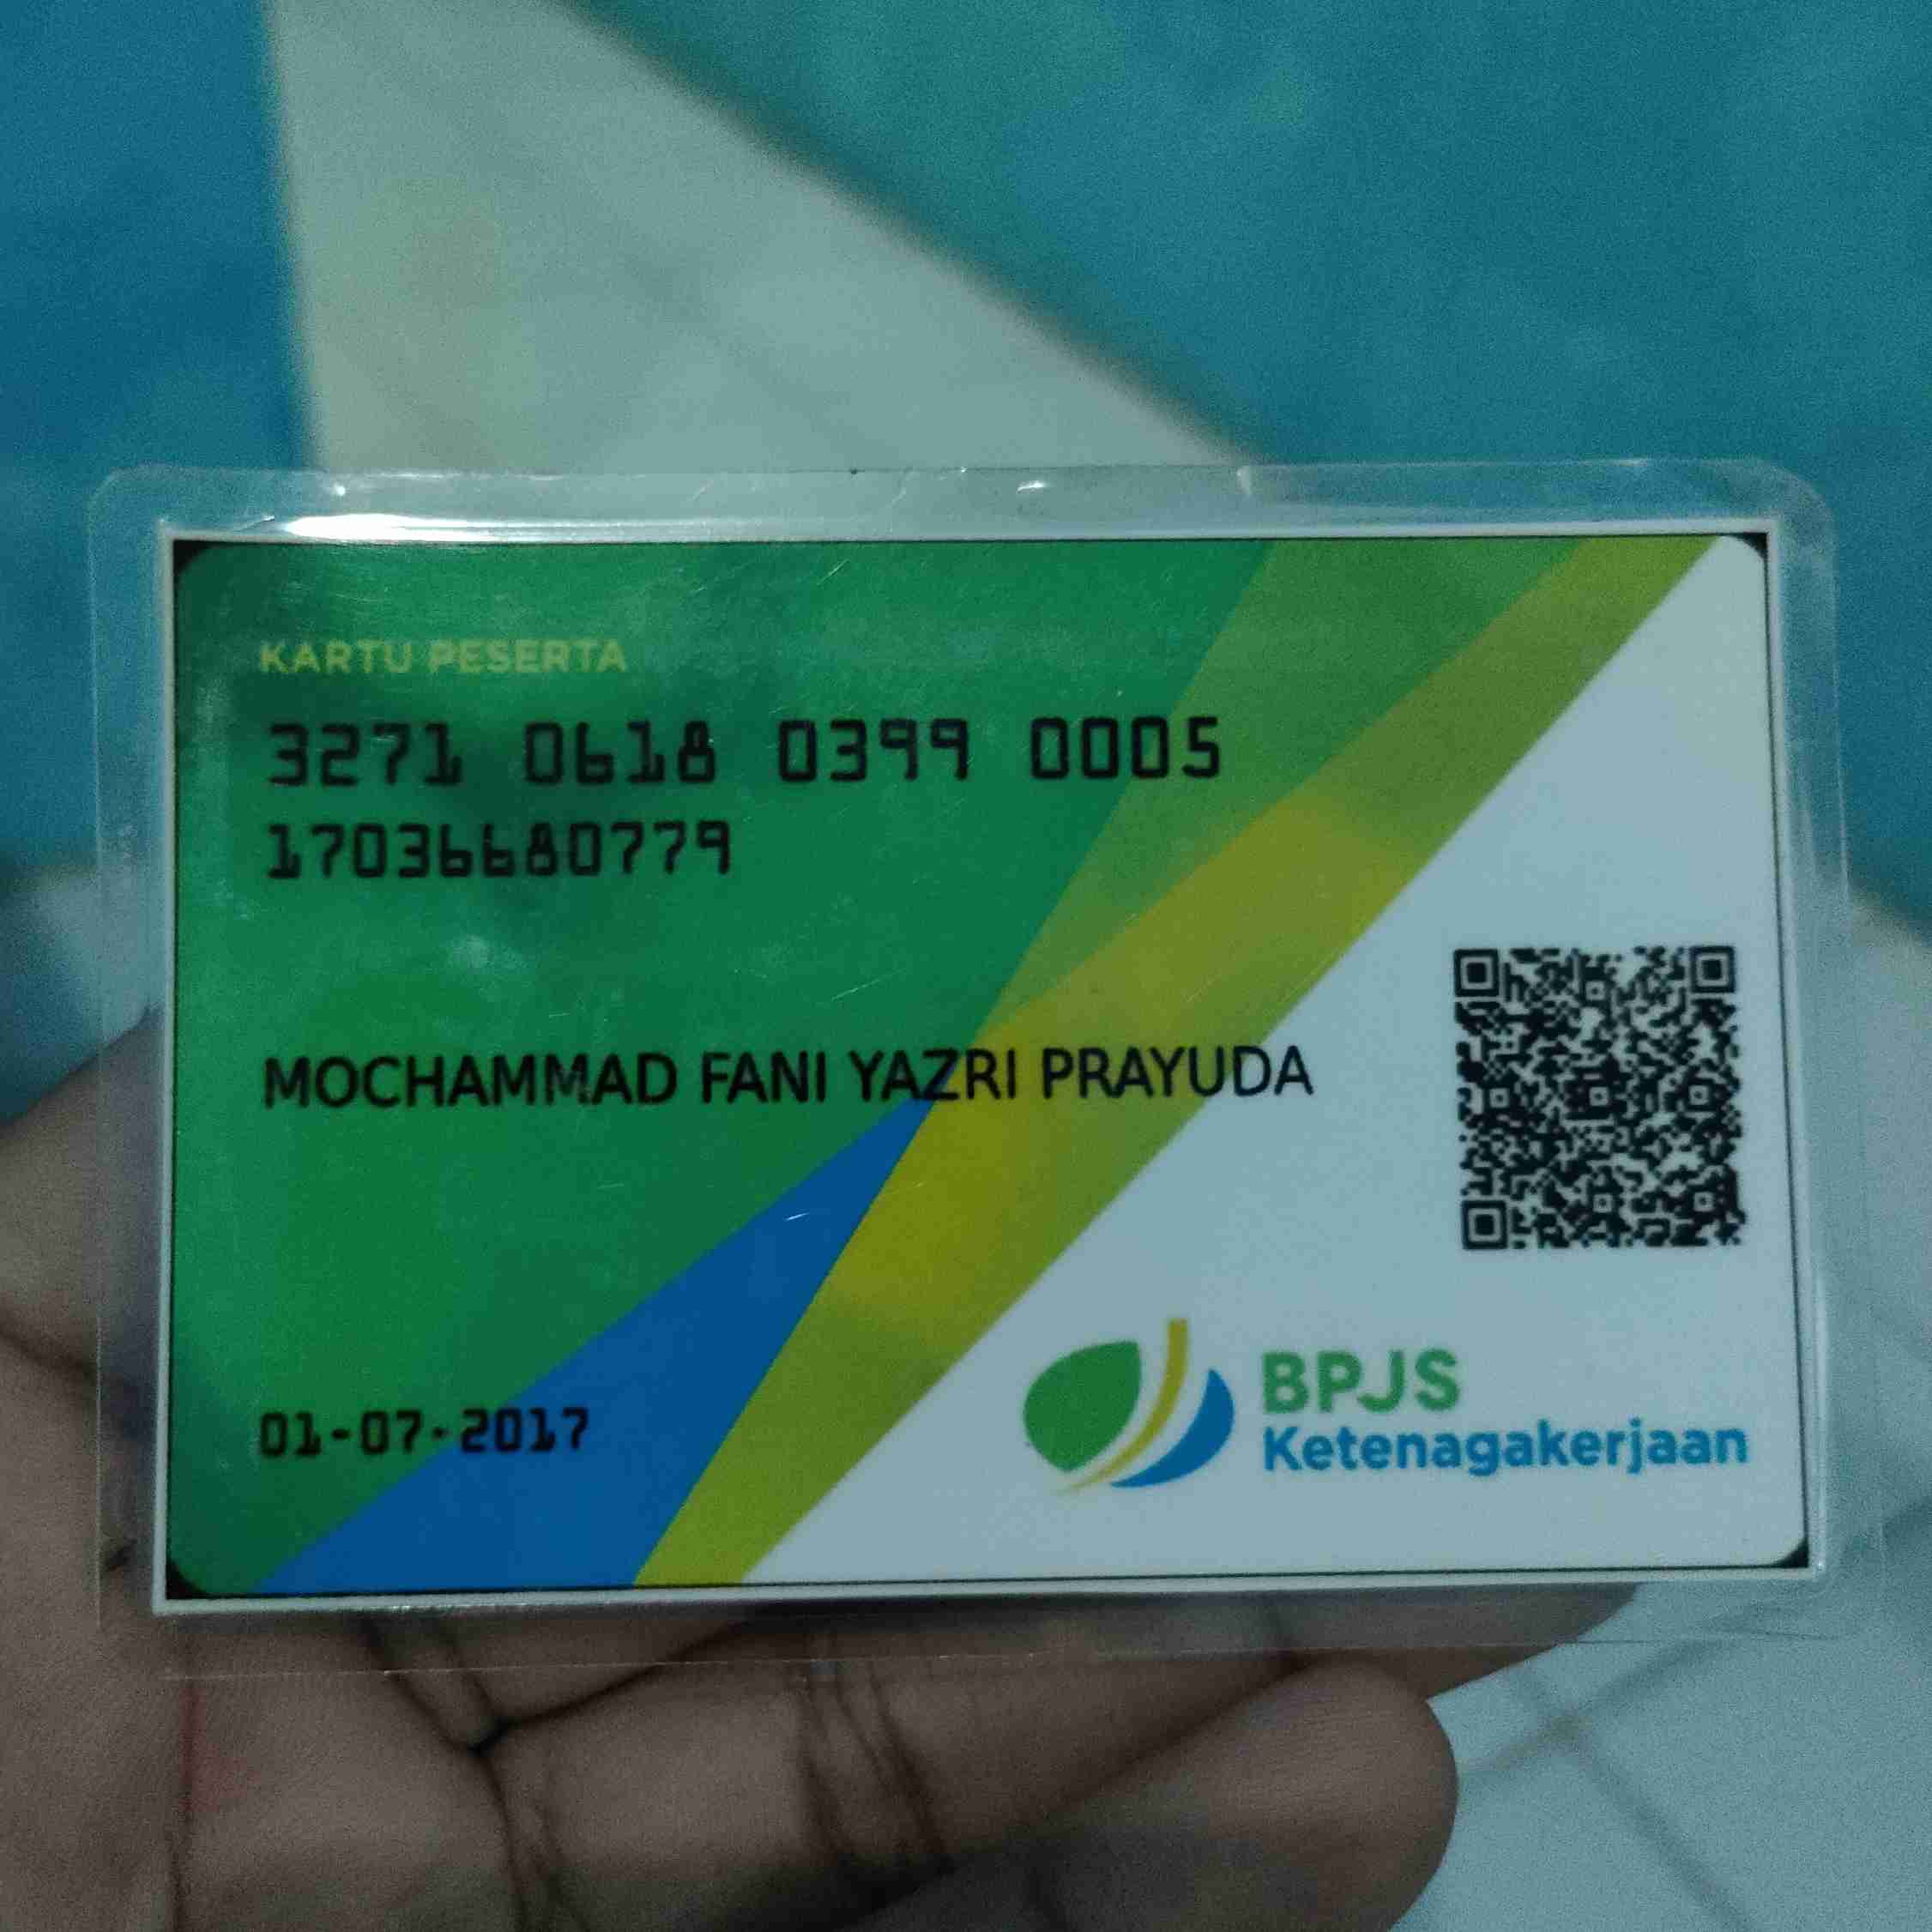 KARTU PESERTA
3271 0618 0399 0005
17036680779
MOCHAMMAD FANI YAZRI PRAYUDA
01-07-2017
BPJS
Ketenagakerjaan